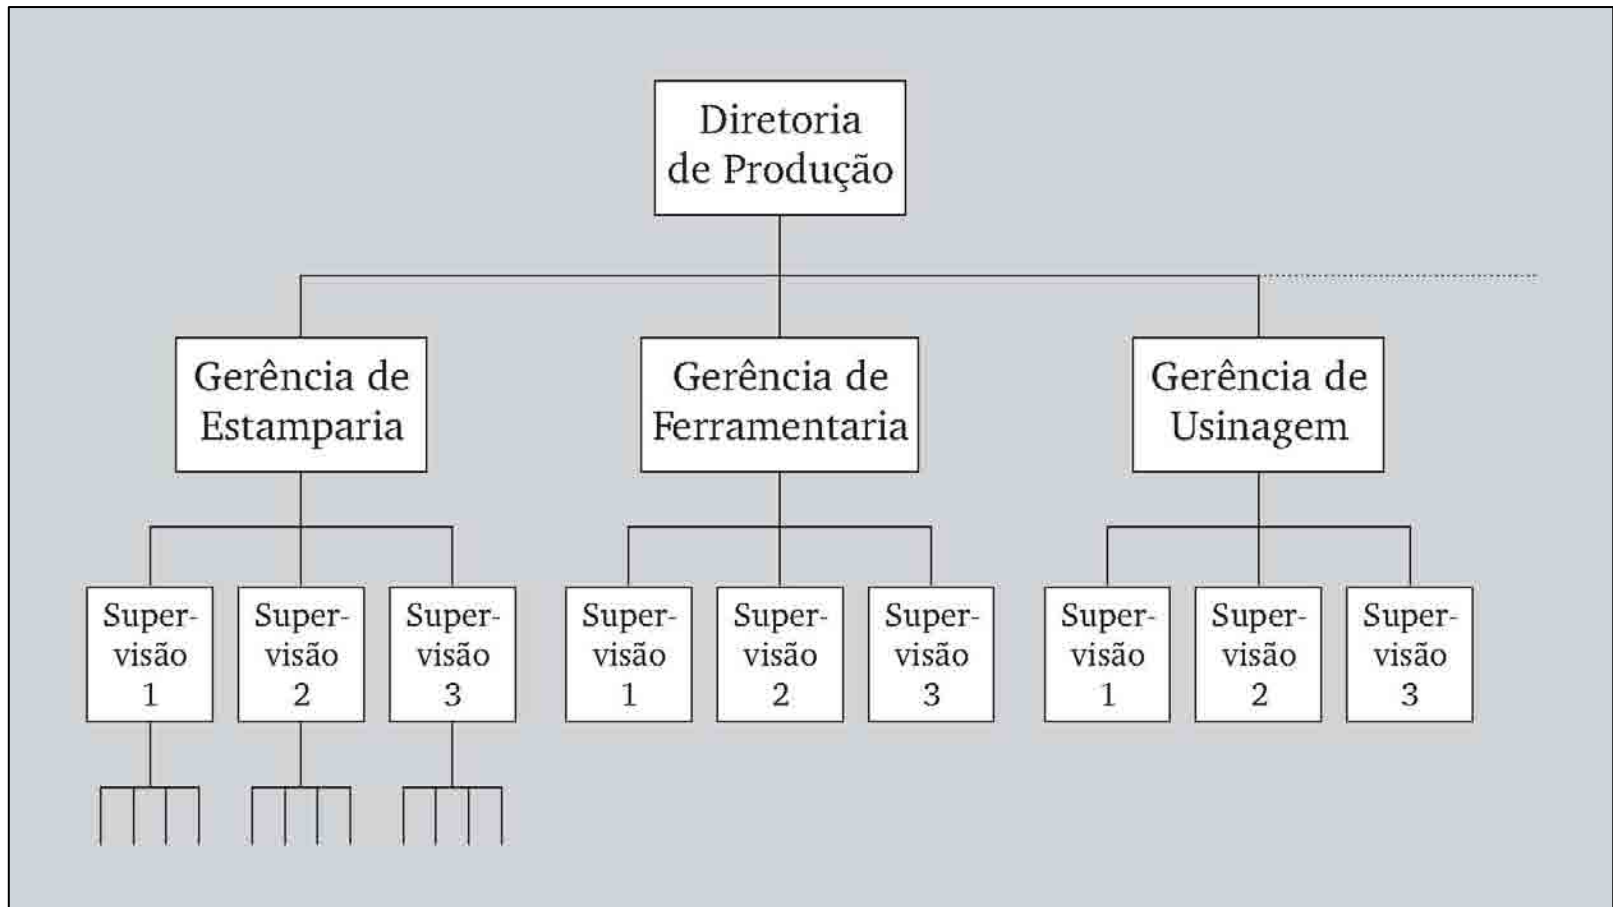 Diretoria
de Produção
Gerência de
Estamparia
Gerência de
Ferramentaria
Gerência de
Usinagem
Super-
visão
1
Super-
visão
2
Super-
visão
3
Super-
visão
1
Super-
visão
2
Super-
visão
3
Super-
visão
1
Super-
visão
2
Super-
visão
3